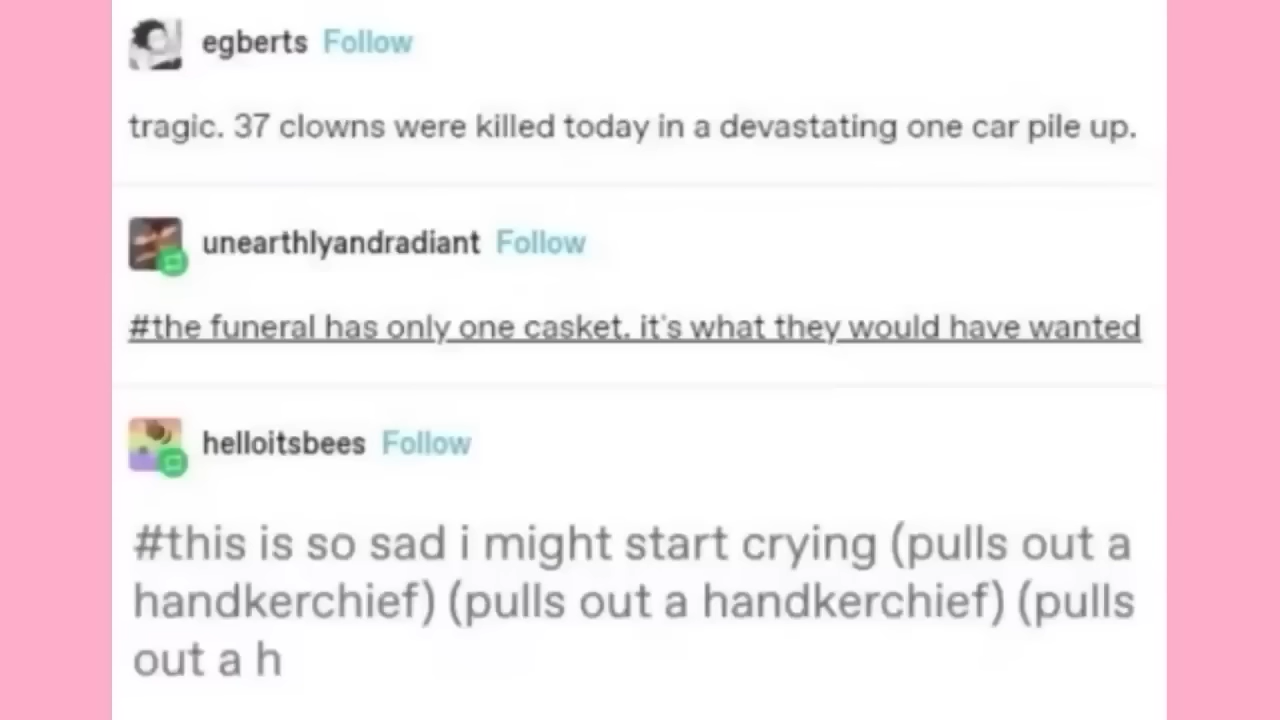 egberts Follow
tragic. 37 clowns were killed today in a devastating one car pile up.
unearthlyandradiant Follow
#the funeral has only one casket. it's what they would have wanted
helloitsbees Follow
#this is so sad i might start crying (pulls out a
handkerchief) (pulls out a handkerchief) (pulls
out a h